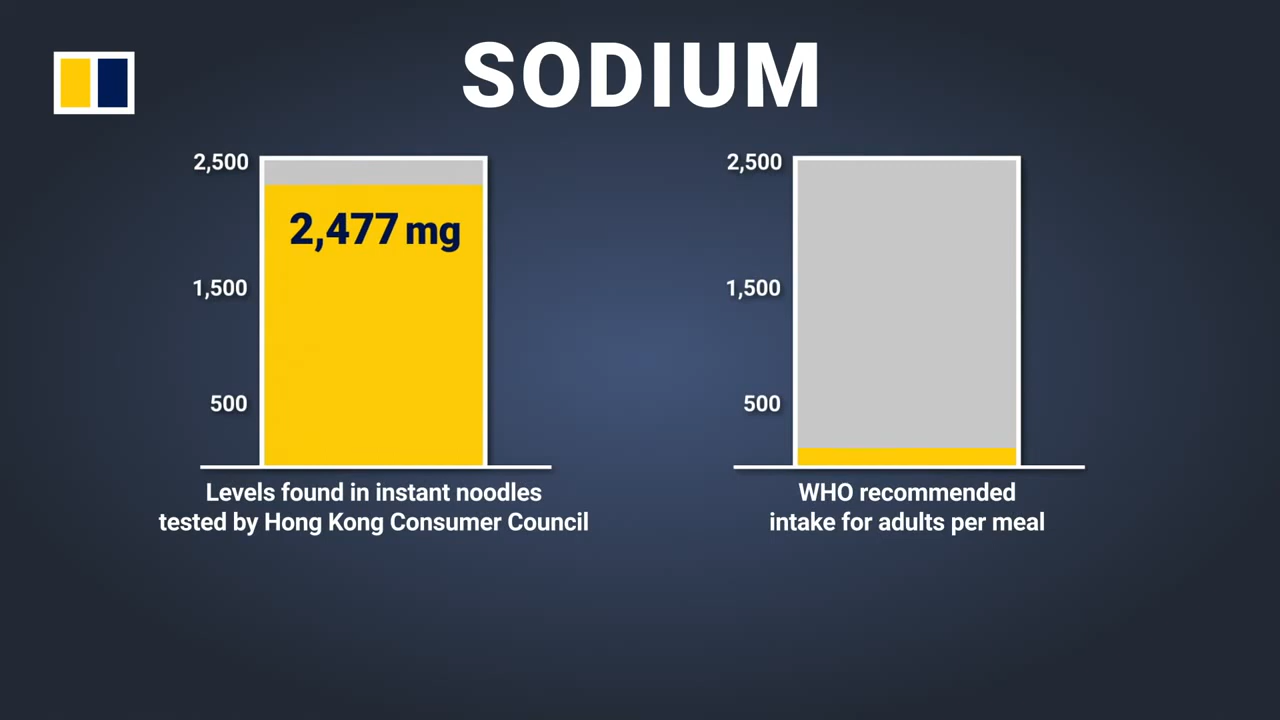 SODIUM
2,500
2,477 mg
1,500
500
Levels found in instant noodles
tested by Hong Kong Consumer Council
2,500
1,500
500
WHO recommended
intake for adults per meal